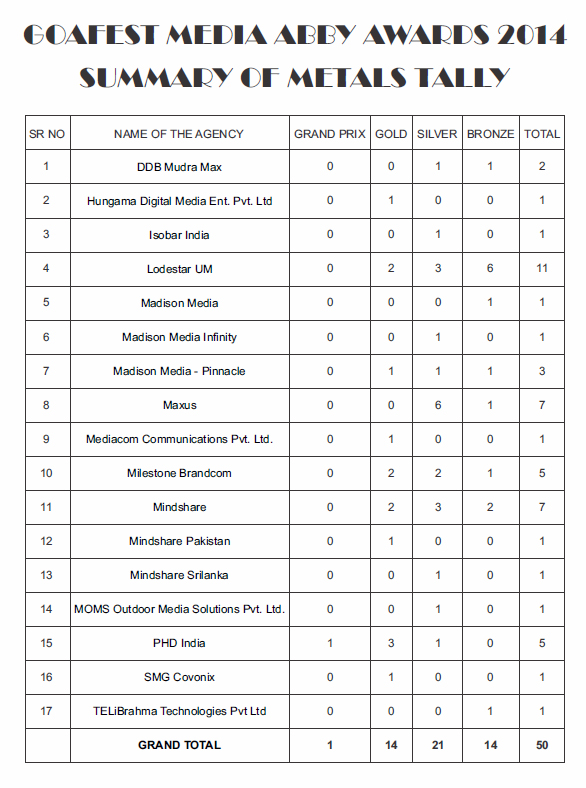 GOAFEST MEDIA ABBY AWARDS 2014
SUMMARY OF METALS TALLY
SR NO NAME OF THE AGENCY GRAND PRIX GOLD SILVER BRONZE TOTAL
1 DDB Mudra Max 0 0 1 1 2
2 Hungama Digital Media Ent. Pvt. Ltd 0 1 0 0 1
3 Isobar India 0 0 1 0 1
4 Lodestar UM 0 2 3 6 11
5 Madison Media 0 0 0 1 1
6 Madison Media Infinity 0 0 1 0 1
7 Madison Media - Pinnacle 0 1 1 1 3
8 Maxus 0 0 6 1 7
9 Mediacom Communications Pvt. Ltd. 0 1 0 0 1
10 Milestone Brandcom 0 2 2 1 5
11 Mindshare 0 2 3 2 7
12 Mindshare Pakistan 0 1 0 0 1
13 Mindshare Srilanka 0 0 1 0 1
14 MOMS Outdoor Media Solutions Pvt. Ltd. 0 0 1 0 1
15 PHD India 1 3 1 0 5
16 SMG Covonix 0 1 0 0 1
17 TELiBrahma Technologies Pvt Ltd 0 0 0 1 1
GRAND TOTAL 1 14 21 14 50